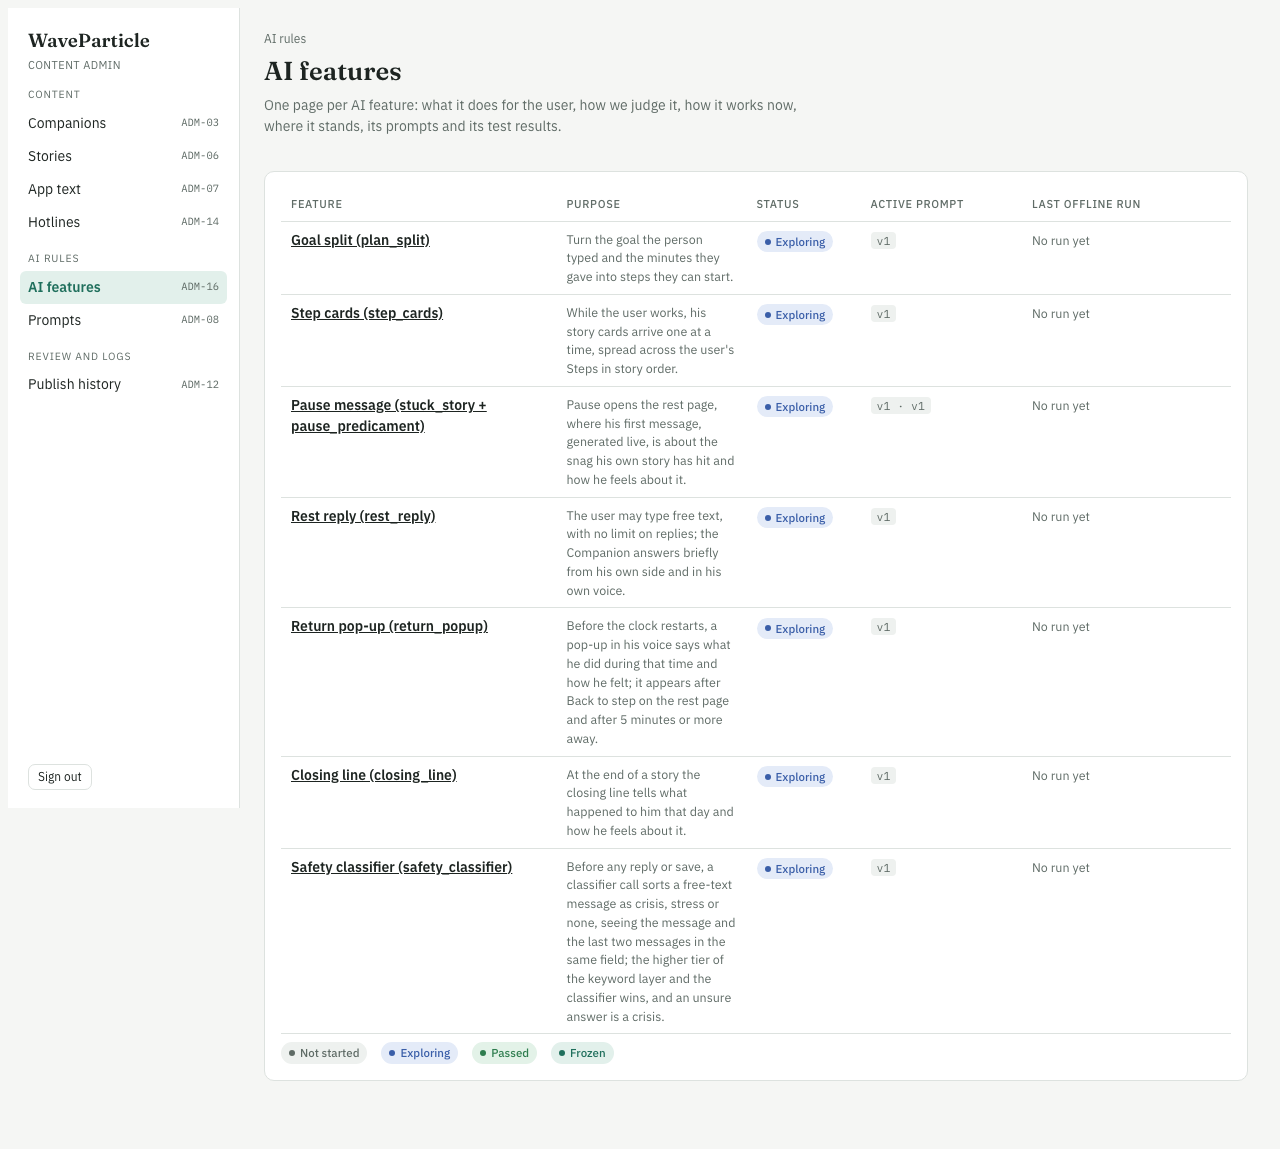 WaveParticle
CONTENT ADMIN
CONTENT
Companions ADM-03
Stories ADM-06
App text ADM-07
Hotlines ADM-14
AI RULES
AI features ADM-16
Prompts ADM-08
REVIEW AND LOGS
Publish history ADM-12
Sign out
AI rules
AI features
One page per AI feature: what it does for the user, how we judge it, how it works now,
where it stands, its prompts and its test results.
FEATURE PURPOSE STATUS ACTIVE PROMPT LAST OFFLINE RUN
Goal split (plan_split) Turn the goal the person Exploring v1 No run yet
typed and the minutes they
gave into steps they can start.
Step cards (step_cards) While the user works, his Exploring v1 No run yet
story cards arrive one at a
time, spread across the user's
Steps in story order.
Pause message (stuck_story + Pause opens the rest page, Exploring v1 · v1 No run yet
pause_predicament) where his first message,
generated live, is about the
snag his own story has hit and
how he feels about it.
Rest reply (rest_reply) The user may type free text, Exploring v1 No run yet
with no limit on replies; the
Companion answers briefly
from his own side and in his
own voice.
Return pop-up (return_popup) Before the clock restarts, a Exploring v1 No run yet
pop-up in his voice says what
he did during that time and
how he felt; it appears after
Back to step on the rest page
and after 5 minutes or more
away.
Closing line (closing_line) At the end of a story the Exploring v1 No run yet
closing line tells what
happened to him that day and
how he feels about it.
Safety classifier (safety_classifier) Before any reply or save, a Exploring v1 No run yet
classifier call sorts a free-text
message as crisis, stress or
none, seeing the message and
the last two messages in the
same field; the higher tier of
the keyword layer and the
classifier wins, and an unsure
answer is a crisis.
Not started Exploring Passed Frozen